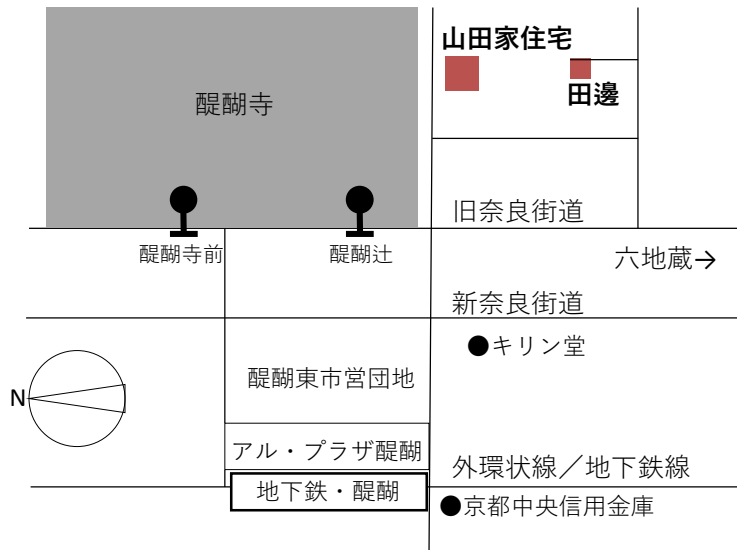 山田家住宅
田邊
醍醐寺
旧奈良街道
醍醐寺前
醍醐辻
六地蔵→
新奈良街道
●キリン堂
醍醐東市営団地
N
アル・プラザ醍醐
外環状線／地下鉄線
地下鉄・醍醐
●京都中央信用金庫